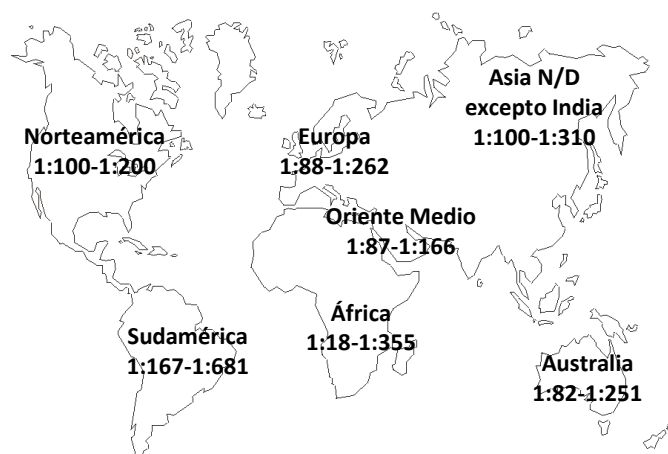 Asia N/D
excepto India
1:100-1:310
Norteamérica
1:100-1:200
Europa
1:88-1:262
Oriente Medio
1:87-1:166
África
1:18-1:355
Sudamérica
1:167-1:681
Australia
1:82-1:251